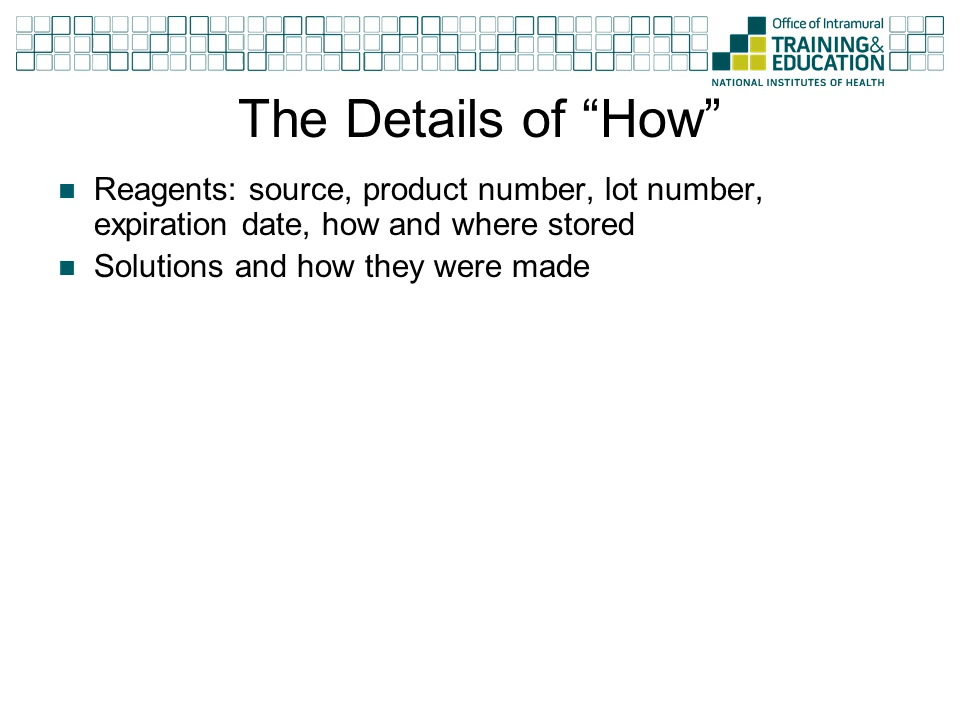 Office of Intramural
TRAINING&
EDUCATION
NATIONAL INSTITUTES OF HEALTH
The Details of “How”
Reagents: source, product number, lot number,
expiration date, how and where stored
Solutions and how they were made